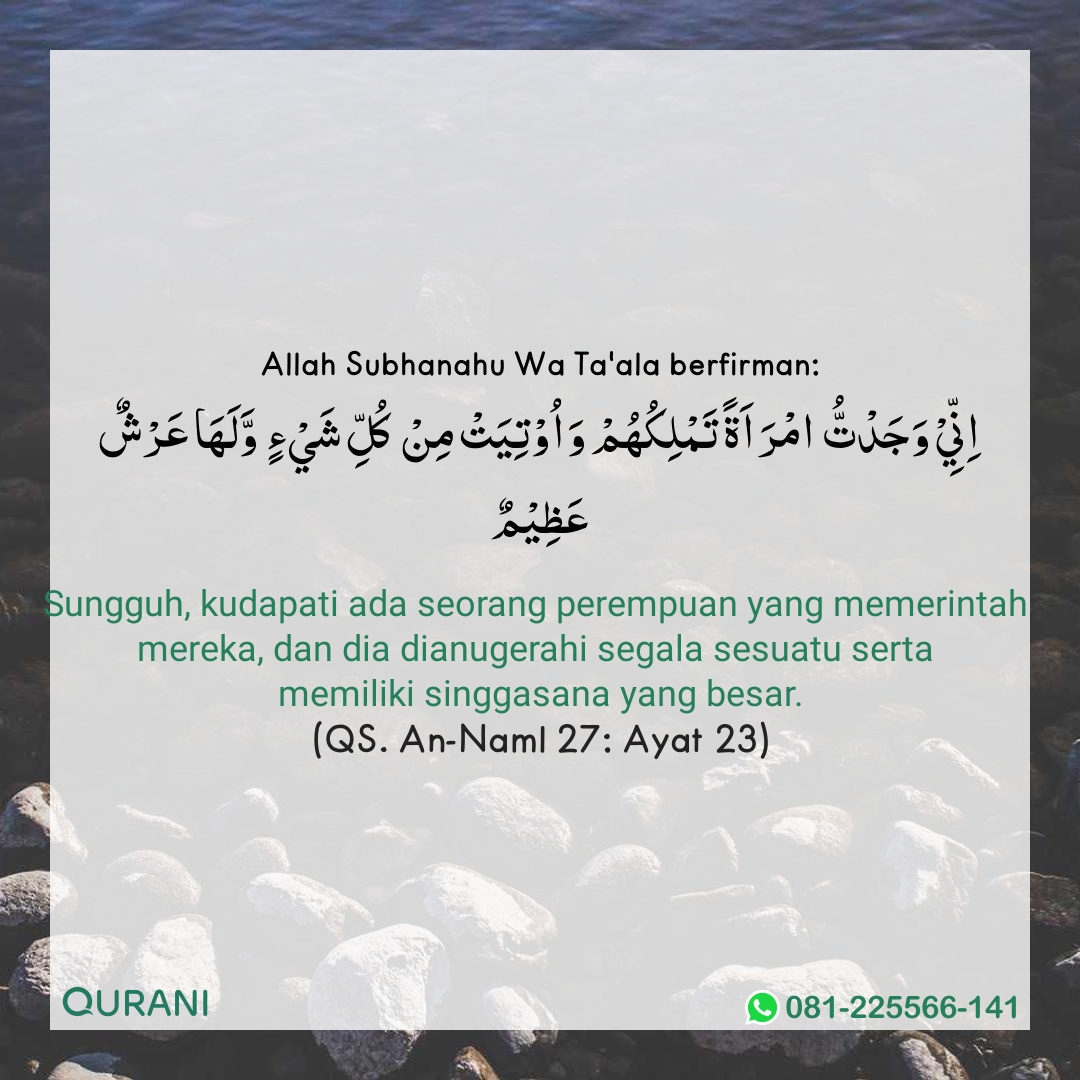 Allah Subhanahu Wa Ta'ala berfirman:
اِنِّيْ وَجَدْتُّ امْرَاَةً تَمْلِكُهُمْ وَاُوْتِيَتْ مِنْ كُلِّ شَيْءٍ وَّلَهَا عَرْشٌ
عَظِيْمٌ
Sungguh, kudapati ada seorang perempuan yang memerintah
mereka, dan dia dianugerahi segala sesuatu serta
memiliki singgasana yang besar.
(QS. An-Naml 27: Ayat 23)
QURANI
081-225566-141